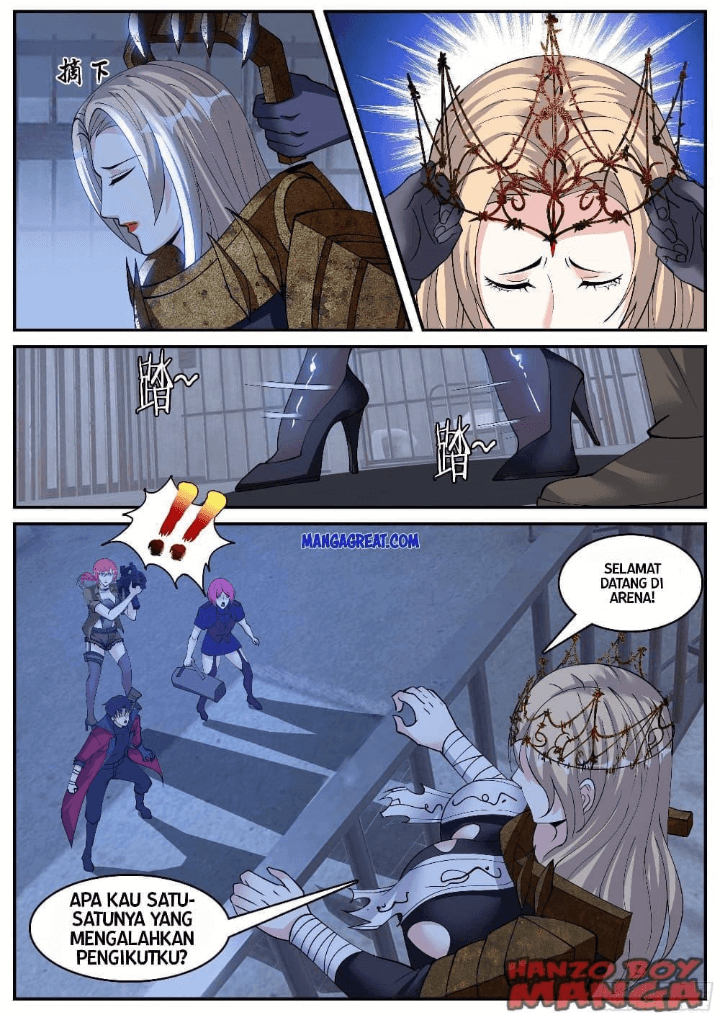 摘下
踏~
踏~
!!
MANGAGREAT.COM
SELAMAT
DATANG DI
ARENA!
APA KAU SATU-
SATUNYA YANG
MENGALAHKAN
PENGIKUTKU?
HANZO BOY
MANGA